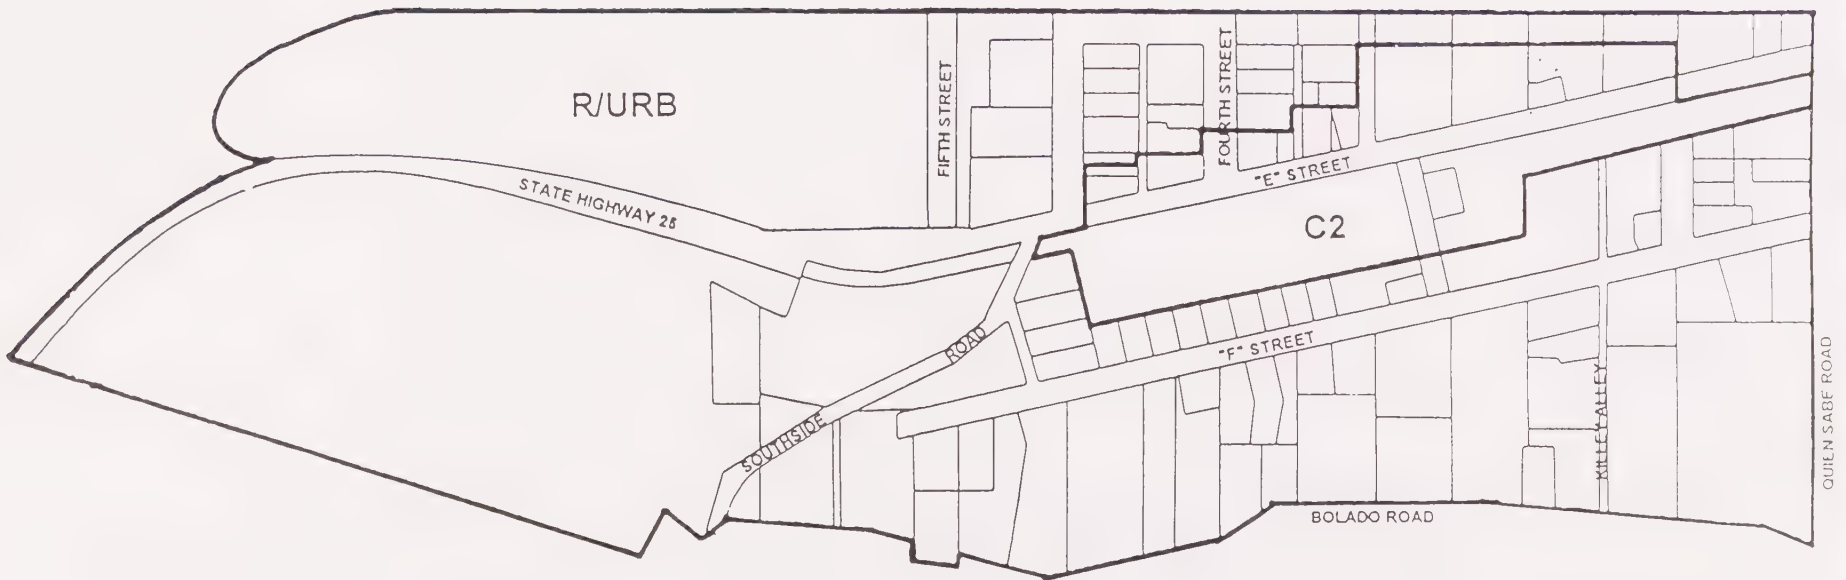 R/URB
FIFTH STREET
FOURTH STREET
STATE HIGHWAY 25
"E" STREET
C2
SOUTHSIDE ROAD
"F" STREET
ALLEY
BOLADO ROAD
QUIEN SABE ROAD